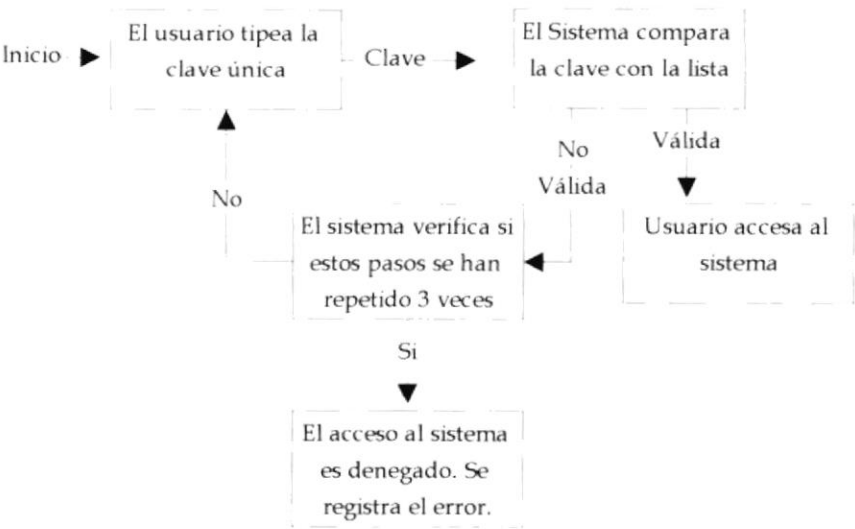 Inicio
El usuario tipea la
clave única
Clave
El Sistema compara
la clave con la lista
No
Válida
Válida
No
El sistema verifica si
estos pasos se han
repetido 3 veces
Usuario accesa al
sistema
Si
El acceso al sistema
es denegado. Se
registra el error.